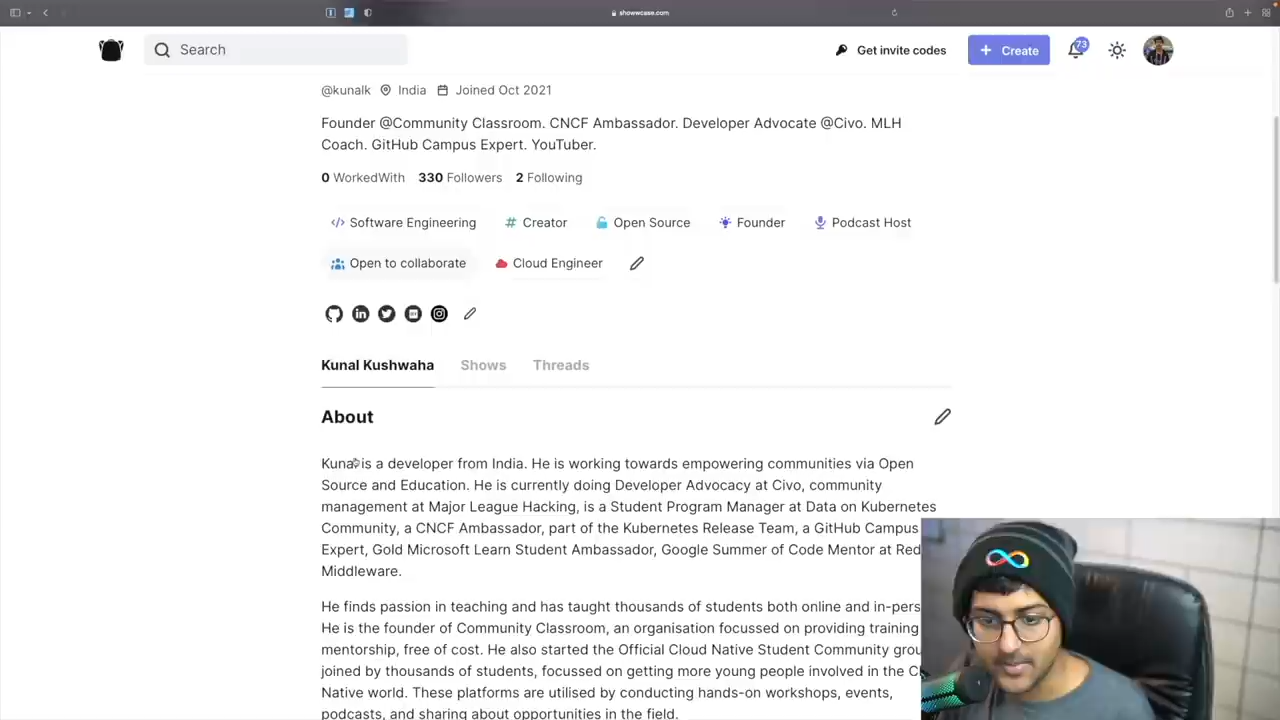 showwcase.com
Search
Get invite codes
+ Create
73
@kunalk India Joined Oct 2021
Founder @Community Classroom. CNCF Ambassador. Developer Advocate @Civo. MLH
Coach. GitHub Campus Expert. YouTuber.
0 WorkedWith 330 Followers 2 Following
</> Software Engineering # Creator Open Source Founder Podcast Host
Open to collaborate Cloud Engineer
Kunal Kushwaha Shows Threads
About
Kunal is a developer from India. He is working towards empowering communities via Open
Source and Education. He is currently doing Developer Advocacy at Civo, community
management at Major League Hacking, is a Student Program Manager at Data on Kubernetes
Community, a CNCF Ambassador, part of the Kubernetes Release Team, a GitHub Campus
Expert, Gold Microsoft Learn Student Ambassador, Google Summer of Code Mentor at Red
Middleware.
He finds passion in teaching and has taught thousands of students both online and in-pers
He is the founder of Community Classroom, an organisation focussed on providing training
mentorship, free of cost. He also started the Official Cloud Native Student Community grou
joined by thousands of students, focussed on getting more young people involved in the Cl
Native world. These platforms are utilised by conducting hands-on workshops, events,
podcasts, and sharing about opportunities in the field.